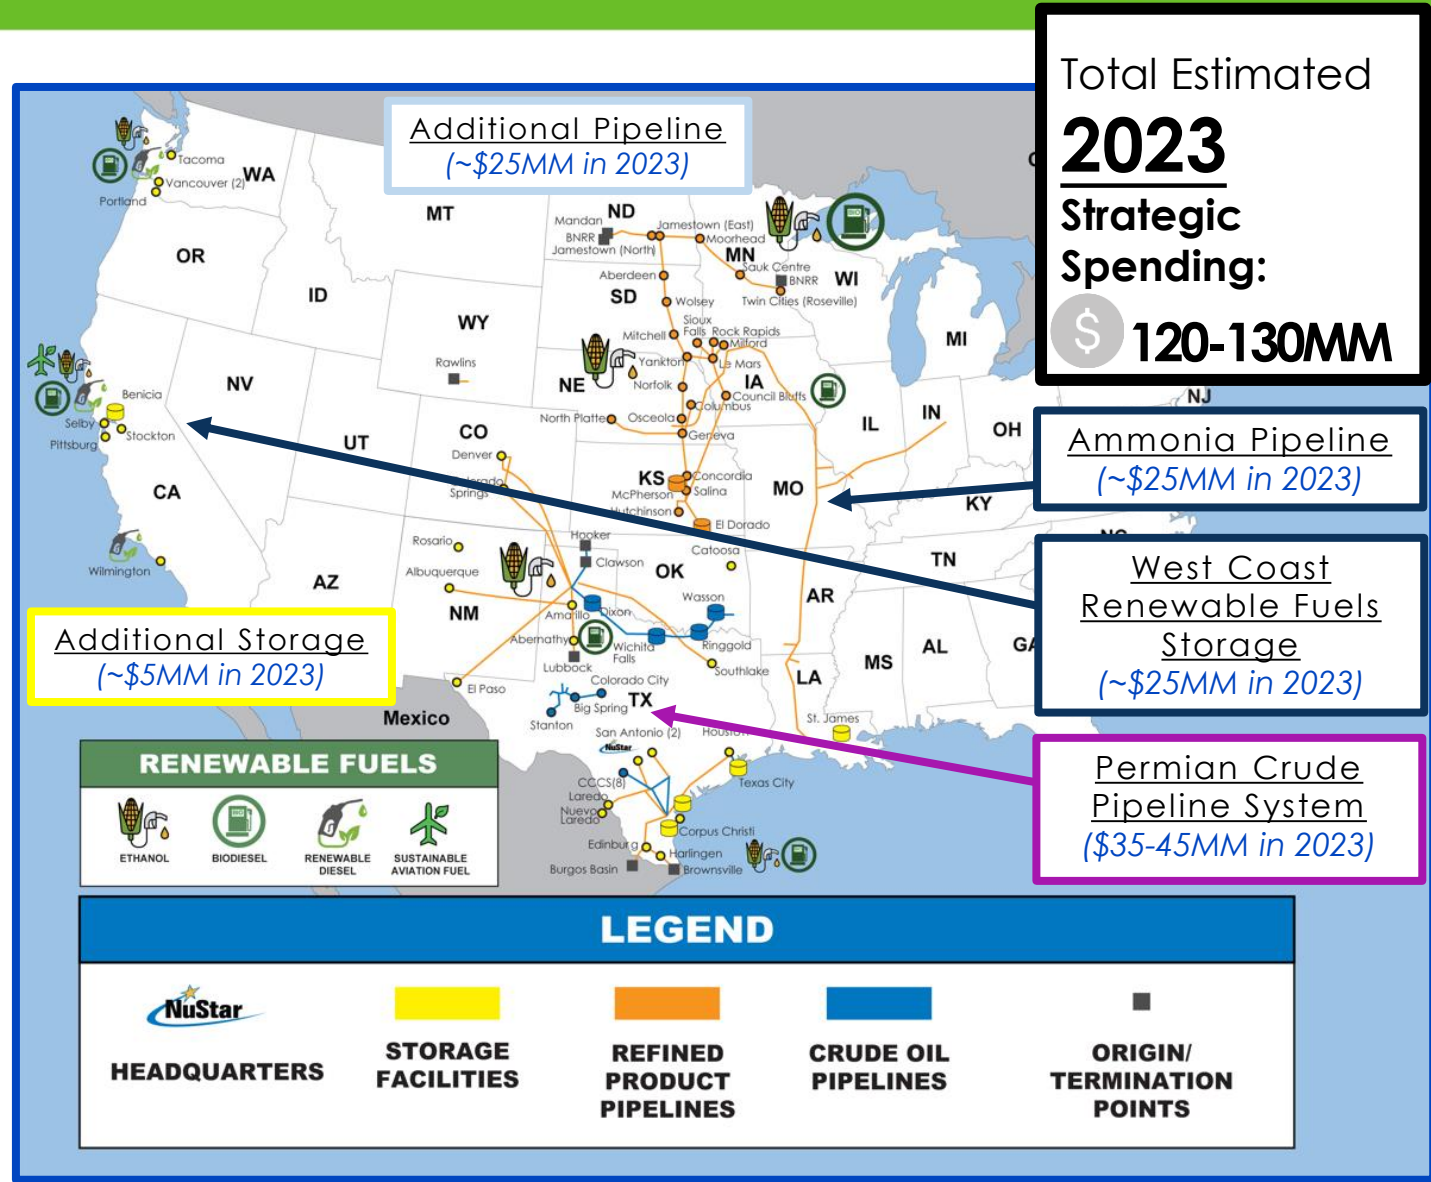 Total Estimated
2023
Strategic
Spending:
$ 120-130MM
Additional Pipeline
(~$25MM in 2023)
Ammonia Pipeline
(~$25MM in 2023)
West Coast
Renewable Fuels
Storage
(~$25MM in 2023)
Permian Crude
Pipeline System
($35-45MM in 2023)
Additional Storage
(~$5MM in 2023)
Tacoma
Vancouver (2)
WA
Portland
OR
MT
ID
WY
Rawlins
NV
UT
CO
Denver
Colorado
Springs
Benicia
Selby
Stockton
Pittsburg
CA
Wilmington
AZ
NM
Rosario
Albuquerque
ND
Mandan
BNRR
Jamestown (North)
Jamestown (East)
Moorhead
MN
Sauk Centre
BNRR
Twin Cities (Roseville)
WI
Aberdeen
SD
Wolsey
Sioux
Falls
Rock Rapids
Mitchell
Milford
Yankton
Le Mars
NE
Norfolk
IA
Council Bluffs
Columbus
North Platte
Osceola
Geneva
MI
NJ
IL
IN
OH
KS
Concordia
McPherson
Salina
Hutchinson
El Dorado
MO
KY
Hooker
Clawson
Catoosa
OK
TN
Wasson
AR
Amarillo
Dixon
Abernathy
Wichita
Falls
Ringgold
Lubbock
Southlake
AL
MS
LA
El Paso
Colorado City
Big Spring
TX
Stanton
Mexico
San Antonio (2)
NuStar
Houston
St. James
CCCS(8)
Texas City
Laredo
Nuevo
Laredo
Corpus Christi
Edinburg
Harlingen
Burgos Basin
Brownsville
RENEWABLE FUELS
ETHANOL
BIODIESEL
RENEWABLE
DIESEL
SUSTAINABLE
AVIATION FUEL
LEGEND
NuStar
HEADQUARTERS
STORAGE
FACILITIES
REFINED
PRODUCT
PIPELINES
CRUDE OIL
PIPELINES
ORIGIN/
TERMINATION
POINTS